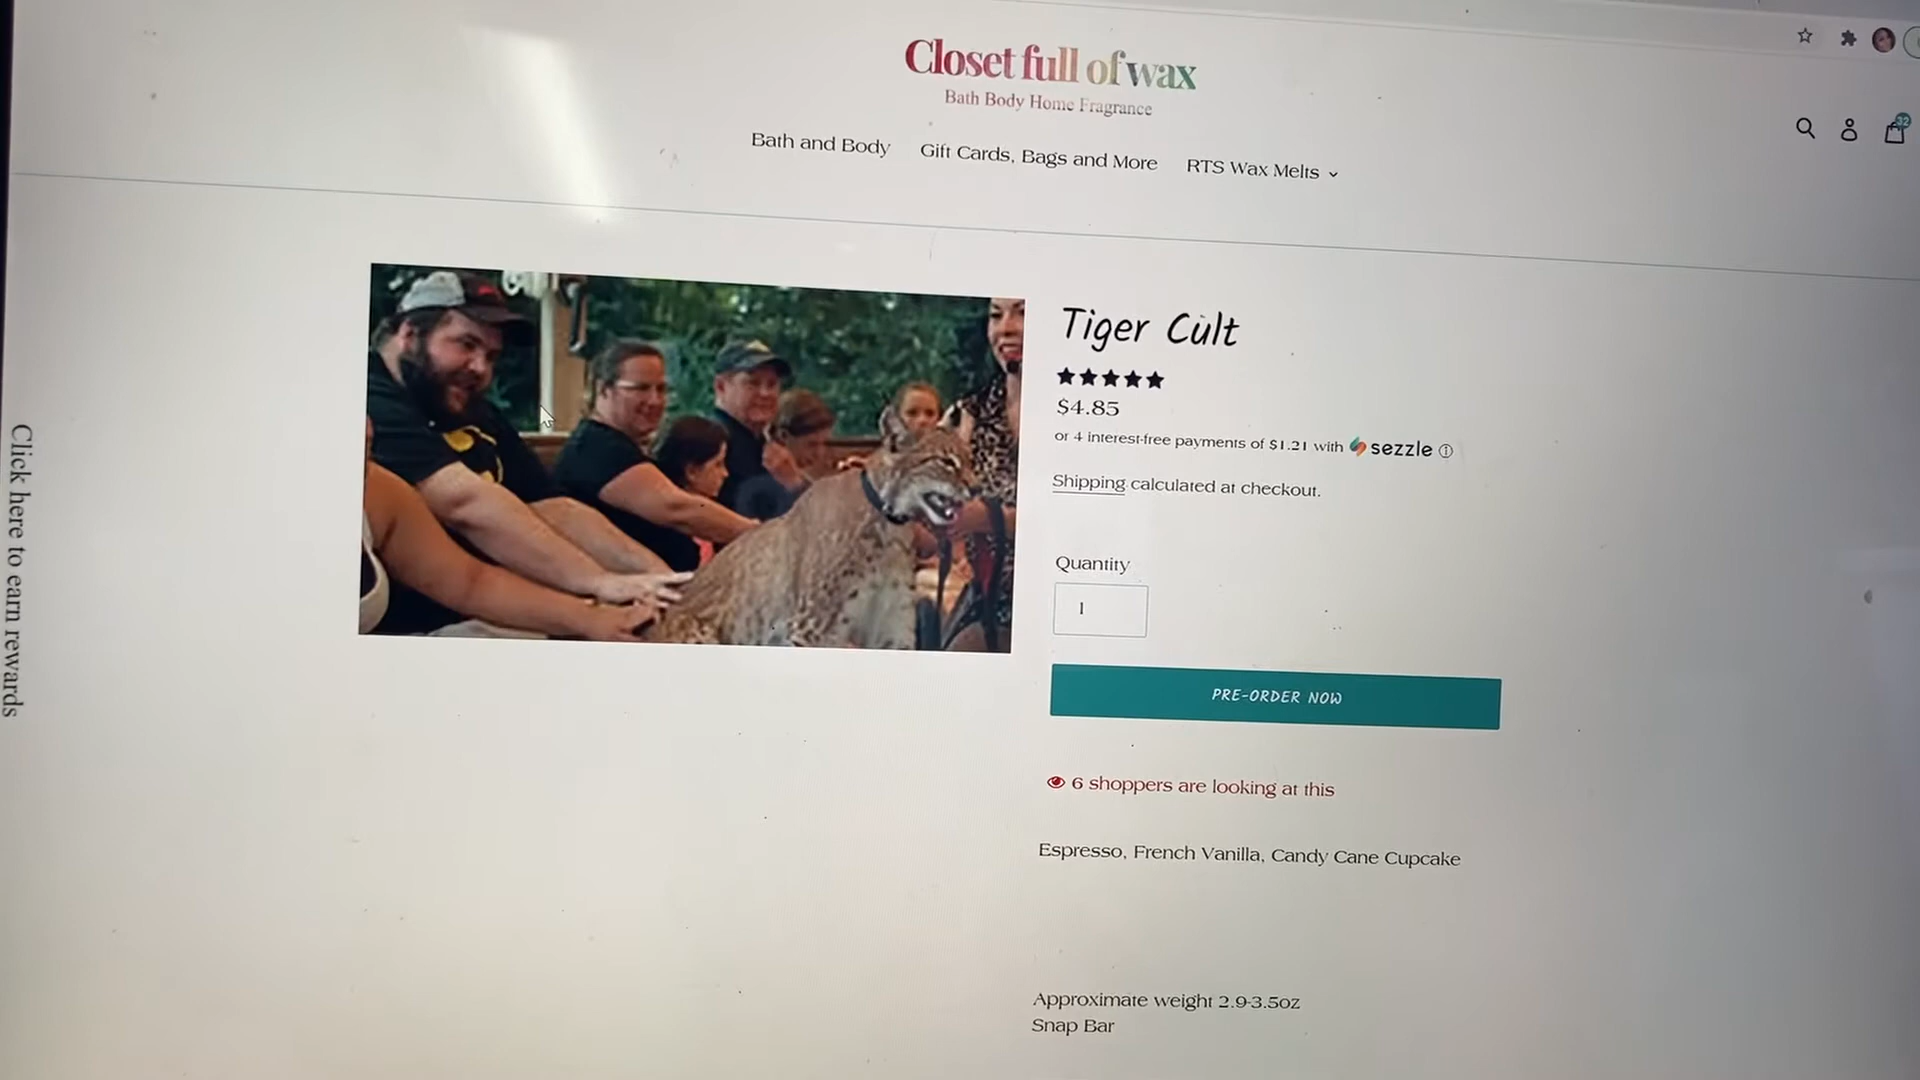 Closet full of wax
Bath Body Home Fragrance
Bath and Body Gift Cards, Bags and More RTS Wax Melts
32
Click here to earn rewards
Tiger Cult
$4.85
or 4 interest-free payments of $1.21 with sezzle
Shipping calculated at checkout.
Quantity
1
PRE-ORDER NOW
6 shoppers are looking at this
Espresso, French Vanilla, Candy Cane Cupcake
Approximate weight 2.9-3.5oz
Snap Bar